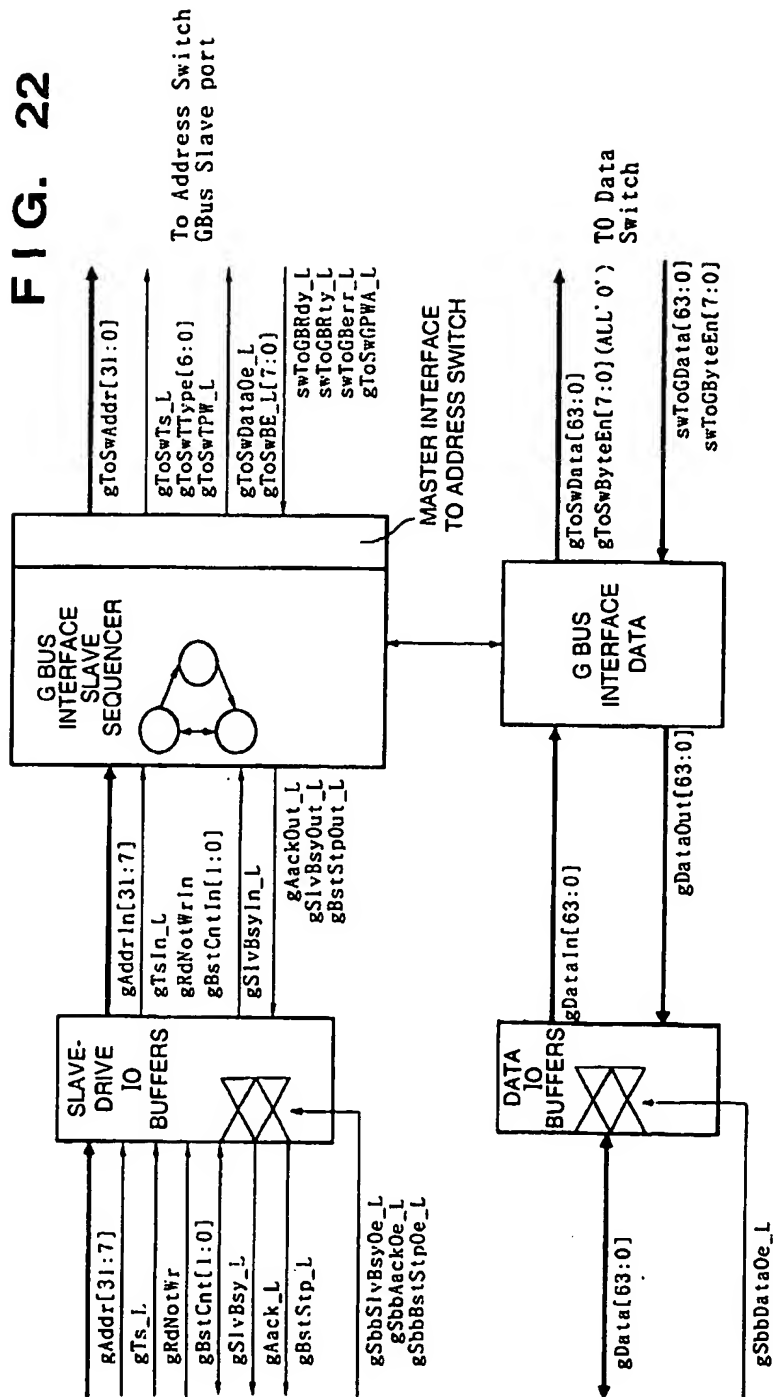 FIG. 22
gAddr[31:7]
gTs_L
gRdNotWr
gBstCnt[1:0]
gSlvBsy_L
gAack_L
gBstStp_L
gSbbSlvBsyOe_L
gSbbAackOe_L
gSbbBstStpOe_L
SLAVE-
DRIVE
IO
BUFFERS
gAddrIn[31:7]
gTsIn_L
gRdNotWrIn
gBstCntIn[1:0]
gSlvBsyIn_L
gAackOut_L
gSlvBsyOut_L
gBstStpOut_L
G BUS
INTERFACE
SLAVE
SEQUENCER
MASTER INTERFACE
TO ADDRESS SWITCH
gToSwAddr[31:0]
gToSwTs_L
gToSwTType[6:0]
gToSwTPW_L
gToSwDataOe_L
gToSwBE_L[7:0]
swToGBRdy_L
swToGBRty_L
swToGBerr_L
gToSwGPWA_L
To Address Switch
GBus Slave port
gData[63:0]
gSbbDataOe_L
DATA
IO
BUFFERS
gDataIn[63:0]
gDataOut[63:0]
G BUS
INTERFACE
DATA
gToSwData[63:0]
gToSwByteEn[7:0](ALL'0')
swToGData[63:0]
swToGByteEn[7:0]
TO Data
Switch